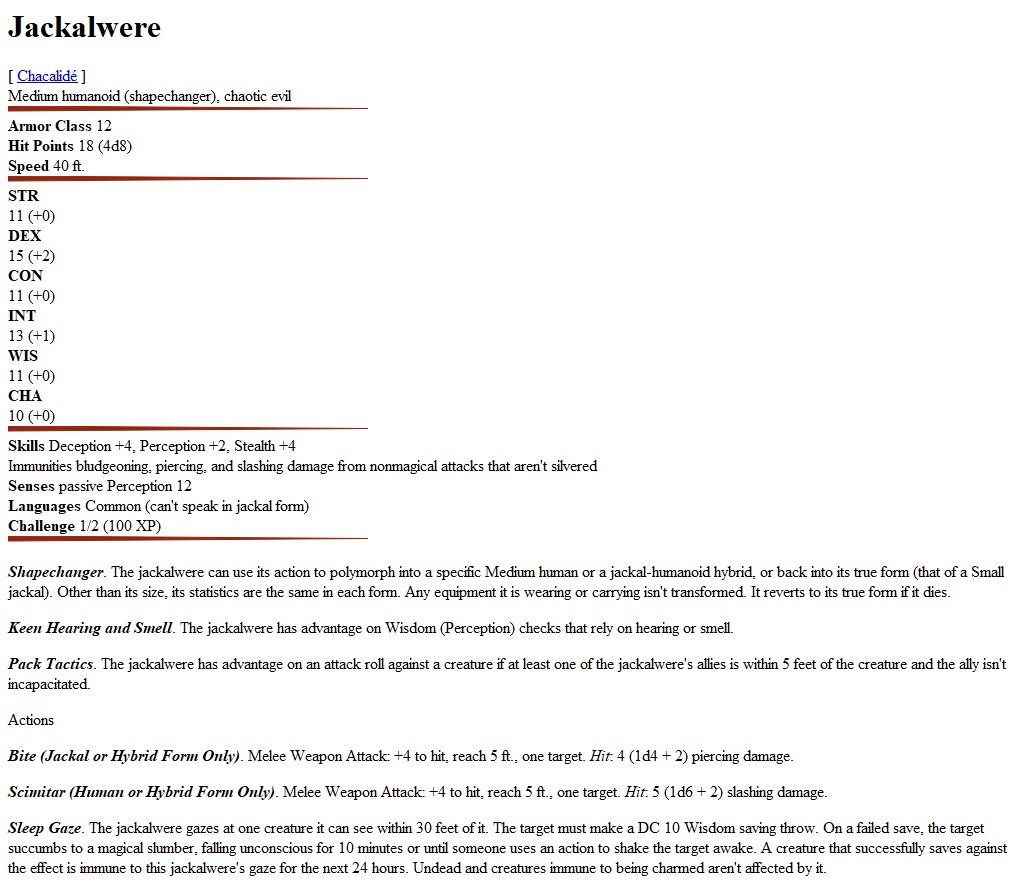 Jackalwere
[ Chacalidé ]
Medium humanoid (shapechanger), chaotic evil
Armor Class 12
Hit Points 18 (4d8)
Speed 40 ft.
STR
11 (+0)
DEX
15 (+2)
CON
11 (+0)
INT
13 (+1)
WIS
11 (+0)
CHA
10 (+0)
Skills Deception +4, Perception +2, Stealth +4
Immunities bludgeoning, piercing, and slashing damage from nonmagical attacks that aren't silvered
Senses passive Perception 12
Languages Common (can't speak in jackal form)
Challenge 1/2 (100 XP)
Shapechanger. The jackalwere can use its action to polymorph into a specific Medium human or a jackal-humanoid hybrid, or back into its true form (that of a Small
jackal). Other than its size, its statistics are the same in each form. Any equipment it is wearing or carrying isn't transformed. It reverts to its true form if it dies.
Keen Hearing and Smell. The jackalwere has advantage on Wisdom (Perception) checks that rely on hearing or smell.
Pack Tactics. The jackalwere has advantage on an attack roll against a creature if at least one of the jackalwere's allies is within 5 feet of the creature and the ally isn't
incapacitated.
Actions
Bite (Jackal or Hybrid Form Only). Melee Weapon Attack: +4 to hit, reach 5 ft., one target. Hit: 4 (1d4 + 2) piercing damage.
Scimitar (Human or Hybrid Form Only). Melee Weapon Attack: +4 to hit, reach 5 ft., one target. Hit: 5 (1d6 + 2) slashing damage.
Sleep Gaze. The jackalwere gazes at one creature it can see within 30 feet of it. The target must make a DC 10 Wisdom saving throw. On a failed save, the target
succumbs to a magical slumber, falling unconscious for 10 minutes or until someone uses an action to shake the target awake. A creature that successfully saves against
the effect is immune to this jackalwere's gaze for the next 24 hours. Undead and creatures immune to being charmed aren't affected by it.